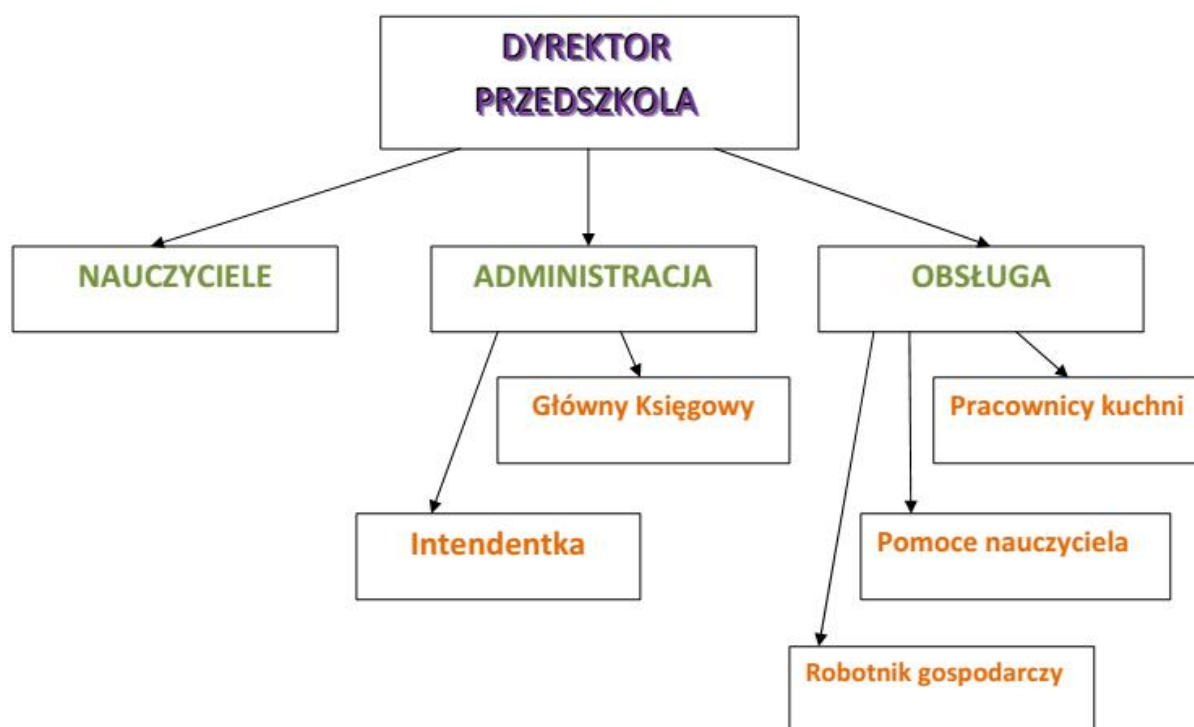 DYREKTOR
PRZEDSZKOLA
NAUCZYCIELE
ADMINISTRACJA
OBSŁUGA
Główny Księgowy
Pracownicy kuchni
Intendentka
Pomoce nauczyciela
Robotnik gospodarczy